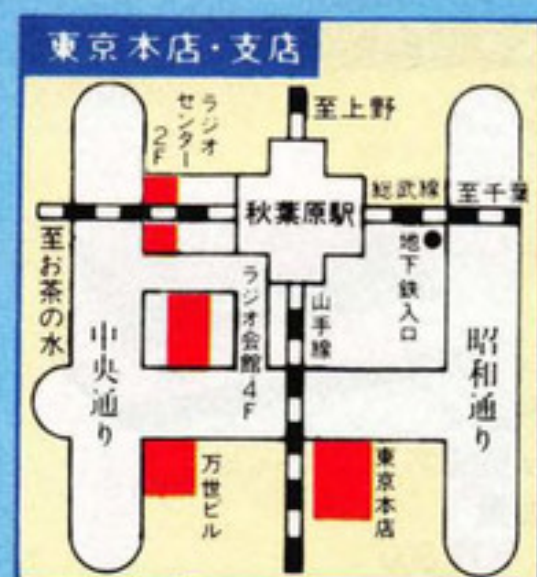 東京本店・支店
至上野
ラジオ
センター
2F
秋葉原駅
総武線
至千葉
至お茶の水
地下鉄入口
ラジオ会館4F
山手線
中央通り
昭和通り
万世ビル
東京本店